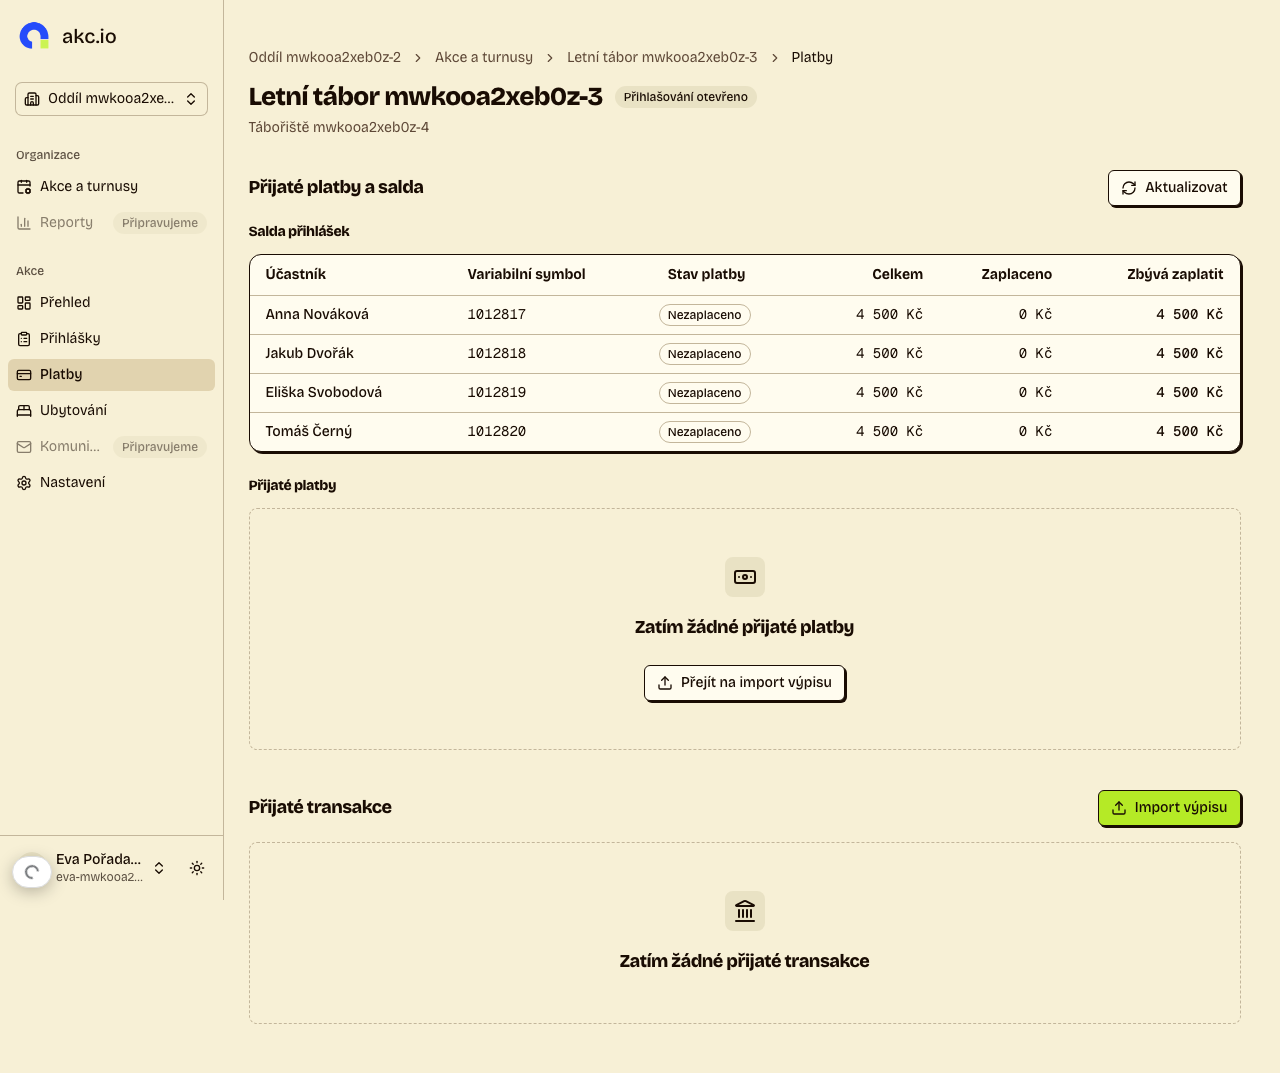 akc.io
Oddíl mwkooa2xe...
Organizace
Akce a turnusy
Reporty Připravujeme
Akce
Přehled
Přihlášky
Platby
Ubytování
Komuni... Připravujeme
Nastavení
Eva Pořada...
eva-mwkooa2...
Oddíl mwkooa2xeb0z-2 > Akce a turnusy > Letní tábor mwkooa2xeb0z-3 > Platby
Letní tábor mwkooa2xeb0z-3 Přihlašování otevřeno
Tábořiště mwkooa2xeb0z-4
Přijaté platby a salda Aktualizovat
Salda přihlášek
Účastník Variabilní symbol Stav platby Celkem Zaplaceno Zbývá zaplatit
Anna Nováková 1012817 Nezaplaceno 4 500 Kč 0 Kč 4 500 Kč
Jakub Dvořák 1012818 Nezaplaceno 4 500 Kč 0 Kč 4 500 Kč
Eliška Svobodová 1012819 Nezaplaceno 4 500 Kč 0 Kč 4 500 Kč
Tomáš Černý 1012820 Nezaplaceno 4 500 Kč 0 Kč 4 500 Kč
Přijaté platby
Zatím žádné přijaté platby
Přejít na import výpisu
Přijaté transakce Import výpisu
Zatím žádné přijaté transakce